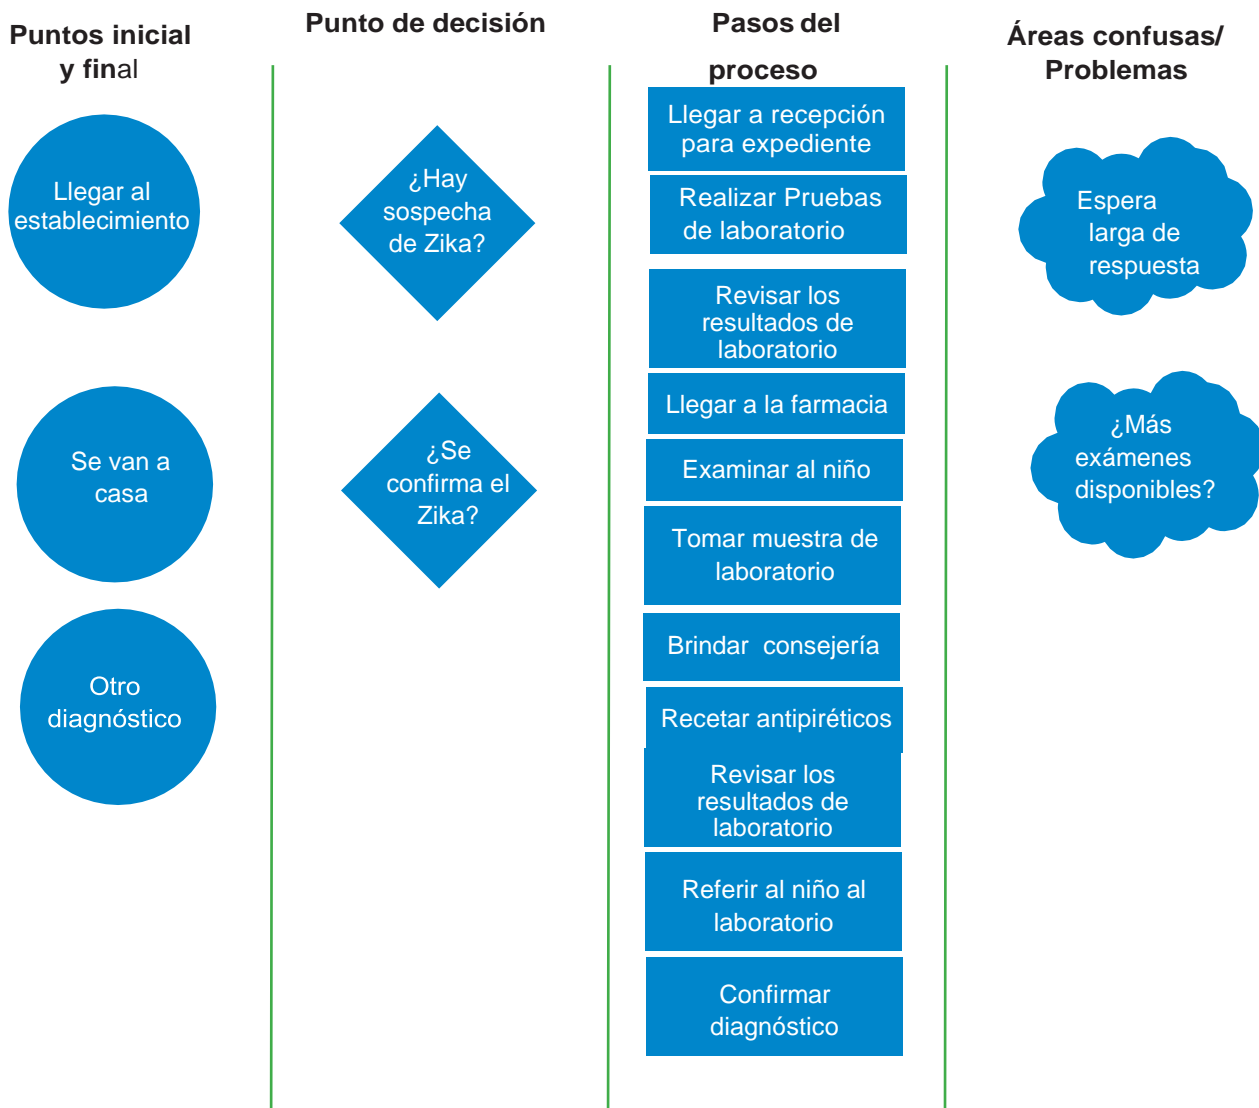 Puntos inicial
y final
Llegar al
establecimiento
Se van a
casa
Otro
diagnóstico
Punto de decisión
¿Hay
sospecha
de Zika?
¿Se
confirma el
Zika?
Pasos del
proceso
Llegar a recepción
para expediente
Realizar Pruebas
de laboratorio
Revisar los
resultados de
laboratorio
Llegar a la farmacia
Examinar al niño
Tomar muestra de
laboratorio
Brindar consejería
Recetar antipiréticos
Revisar los
resultados de
laboratorio
Referir al niño al
laboratorio
Confirmar
diagnóstico
Áreas confusas/
Problemas
Espera
larga de
respuesta
¿Más
exámenes
disponibles?